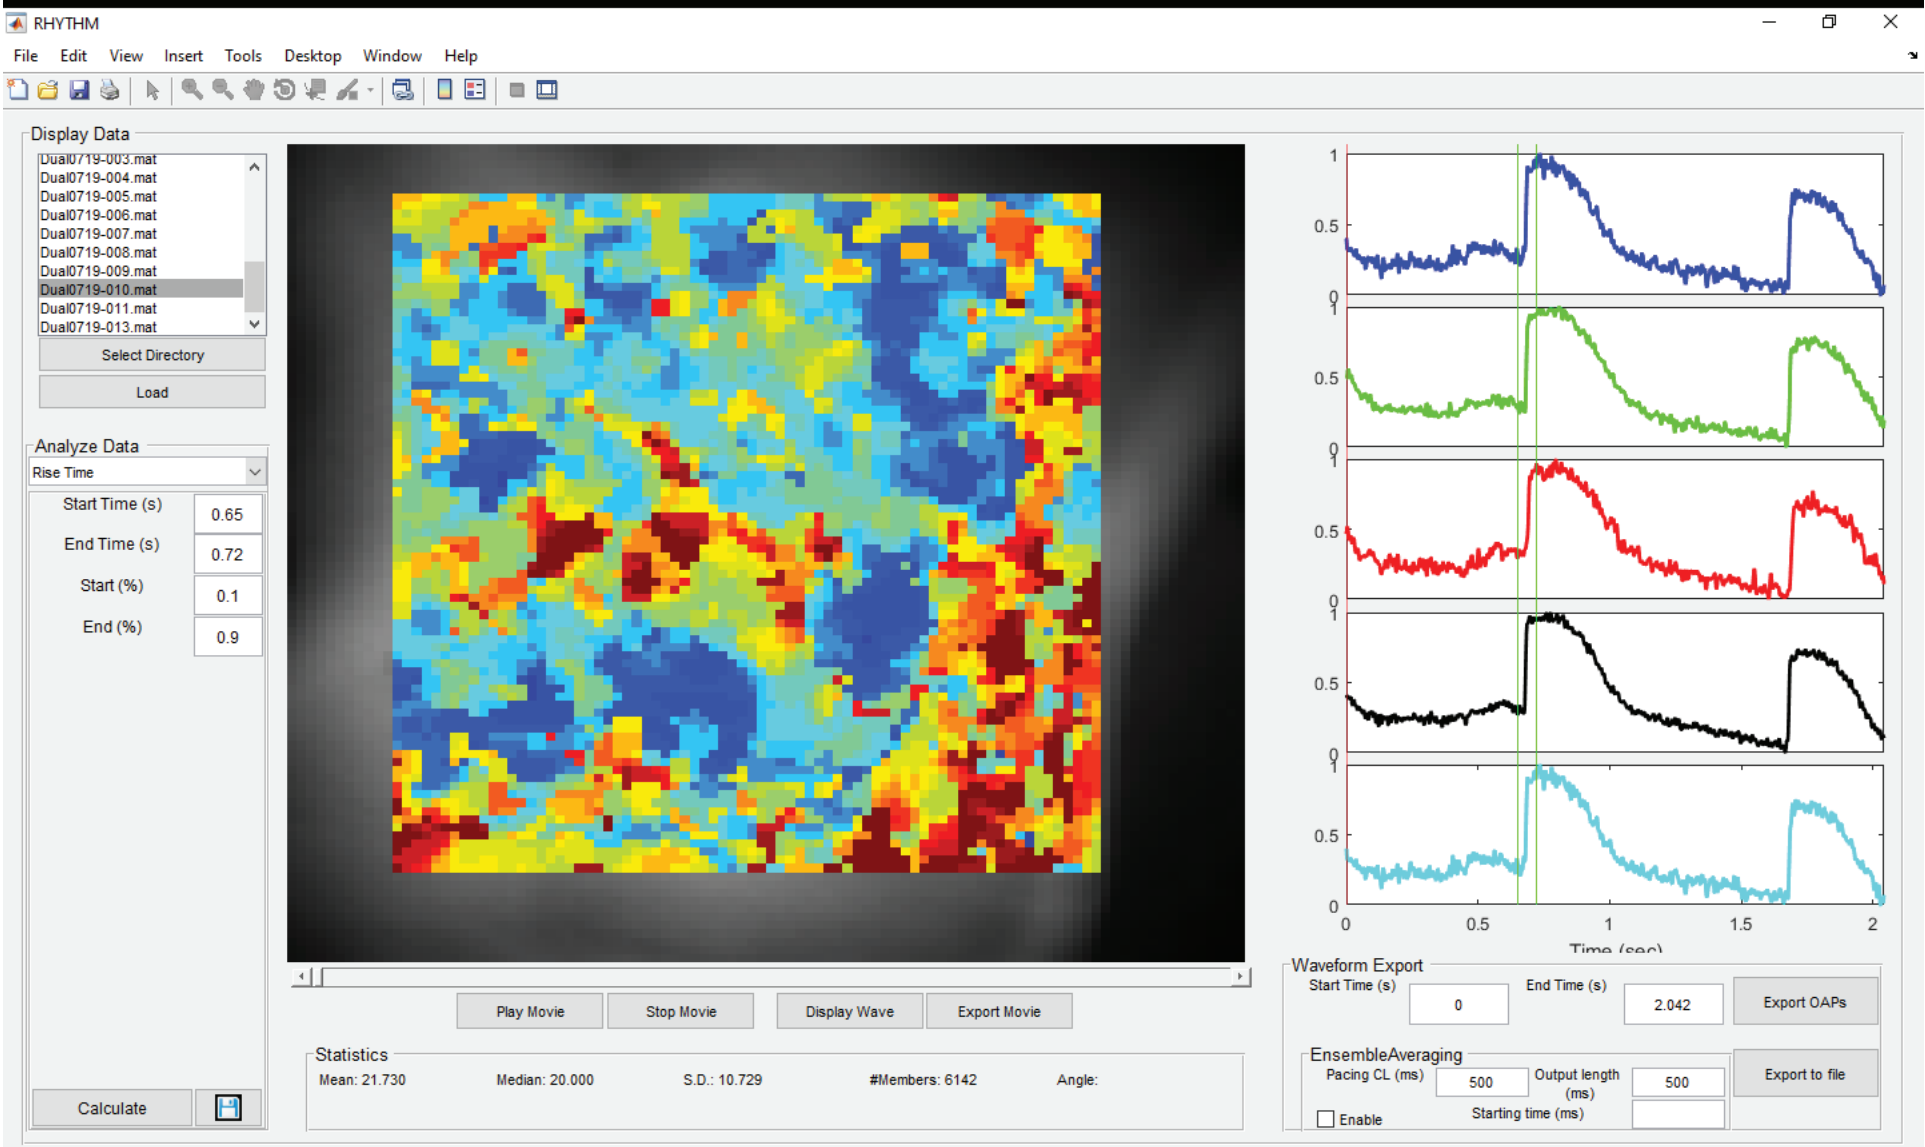 RHYTHM
File Edit View Insert Tools Desktop Window Help
Display Data
Dual0719-003.mat
Dual0719-004.mat
Dual0719-005.mat
Dual0719-006.mat
Dual0719-007.mat
Dual0719-008.mat
Dual0719-009.mat
Dual0719-010.mat
Dual0719-011.mat
Dual0719-013.mat
Select Directory
Load
Analyze Data
Rise Time
Start Time (s) 0.65
End Time (s) 0.72
Start (%) 0.1
End (%) 0.9
Calculate
Play Movie Stop Movie Display Wave Export Movie
Statistics
Mean: 21.730 Median: 20.000 S.D.: 10.729 #Members: 6142 Angle:
1
0.5
0
1
0.5
0
1
0.5
0
1
0.5
0
1
0.5
0
0 0.5 1 1.5 2
Time (sec)
Waveform Export
Start Time (s) 0 End Time (s) 2.042 Export OAPs
EnsembleAveraging
Pacing CL (ms) 500 Output length (ms) 500 Export to file
Enable Starting time (ms)